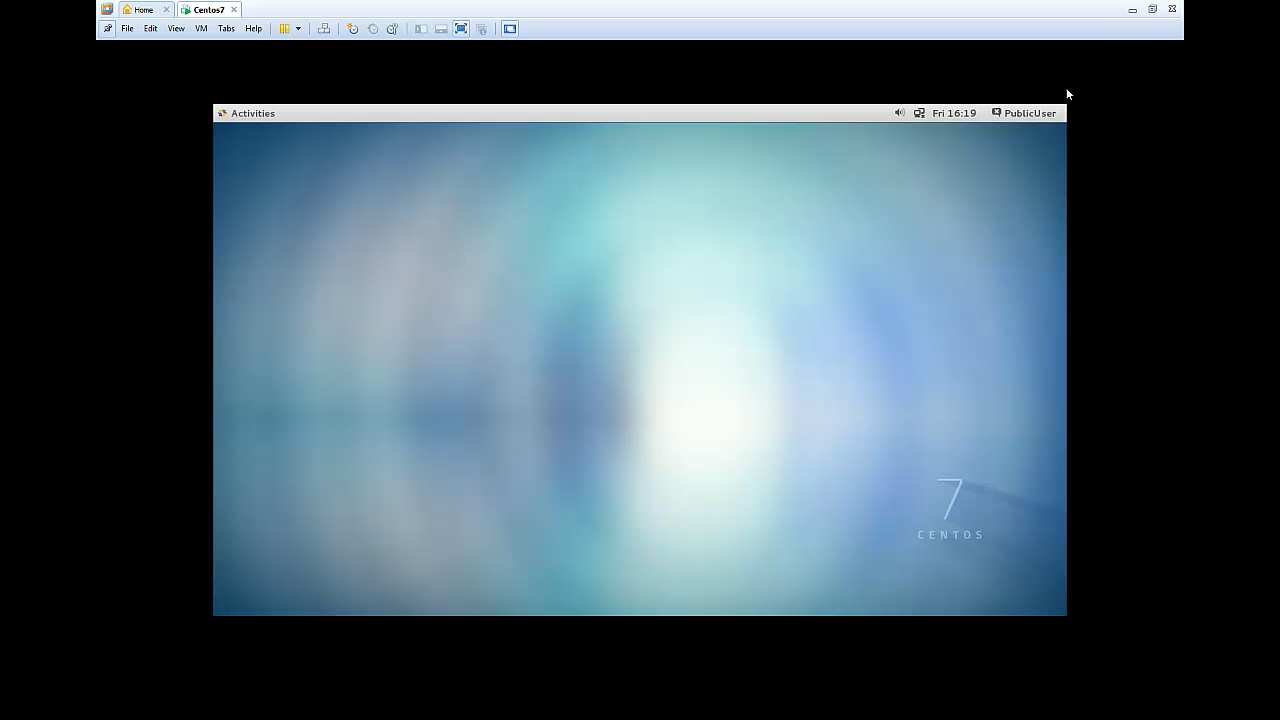 Home
Centos7
File Edit View VM Tabs Help
Activities
Fri 16:19
PublicUser
7
CENTOS